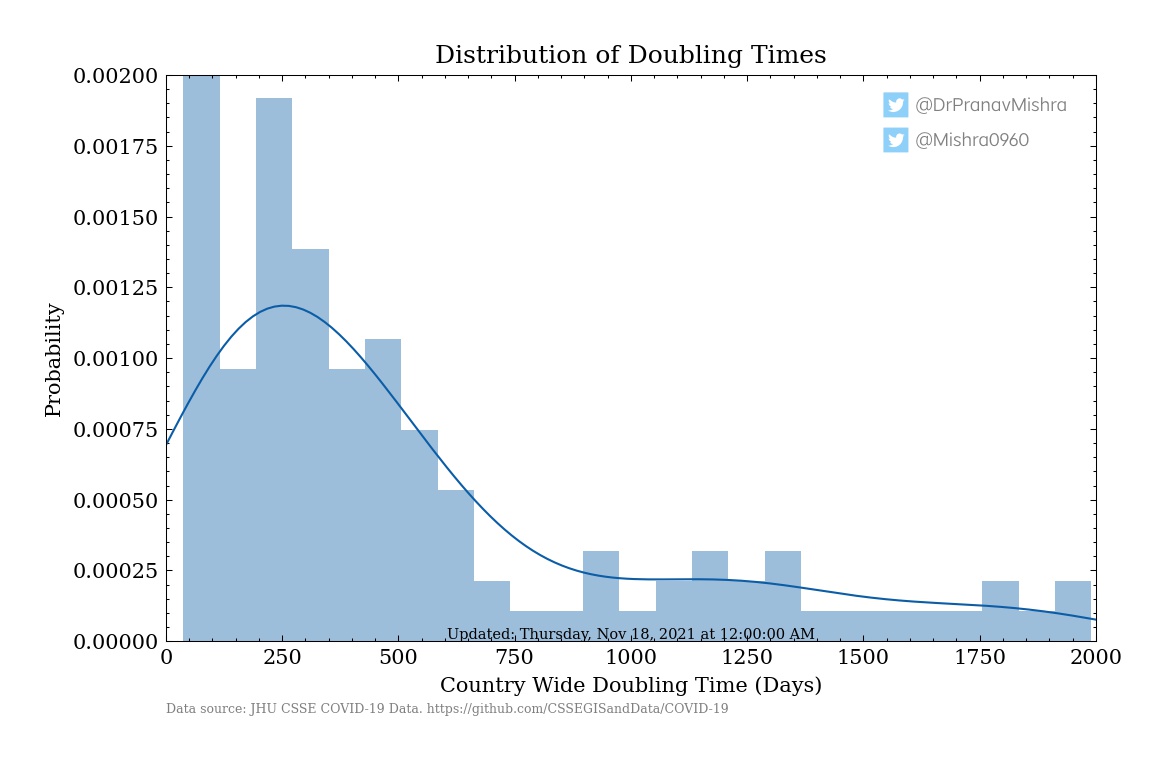 Distribution of Doubling Times
@DrPranavMishra
@Mishra0960
Probability
0.00200
0.00175
0.00150
0.00125
0.00100
0.00075
0.00050
0.00025
0.00000
Updated: Thursday, Nov 18, 2021 at 12:00:00 AM
0 250 500 750 1000 1250 1500 1750 2000
Country Wide Doubling Time (Days)
Data source: JHU CSSE COVID-19 Data. https://github.com/CSSEGISandData/COVID-19